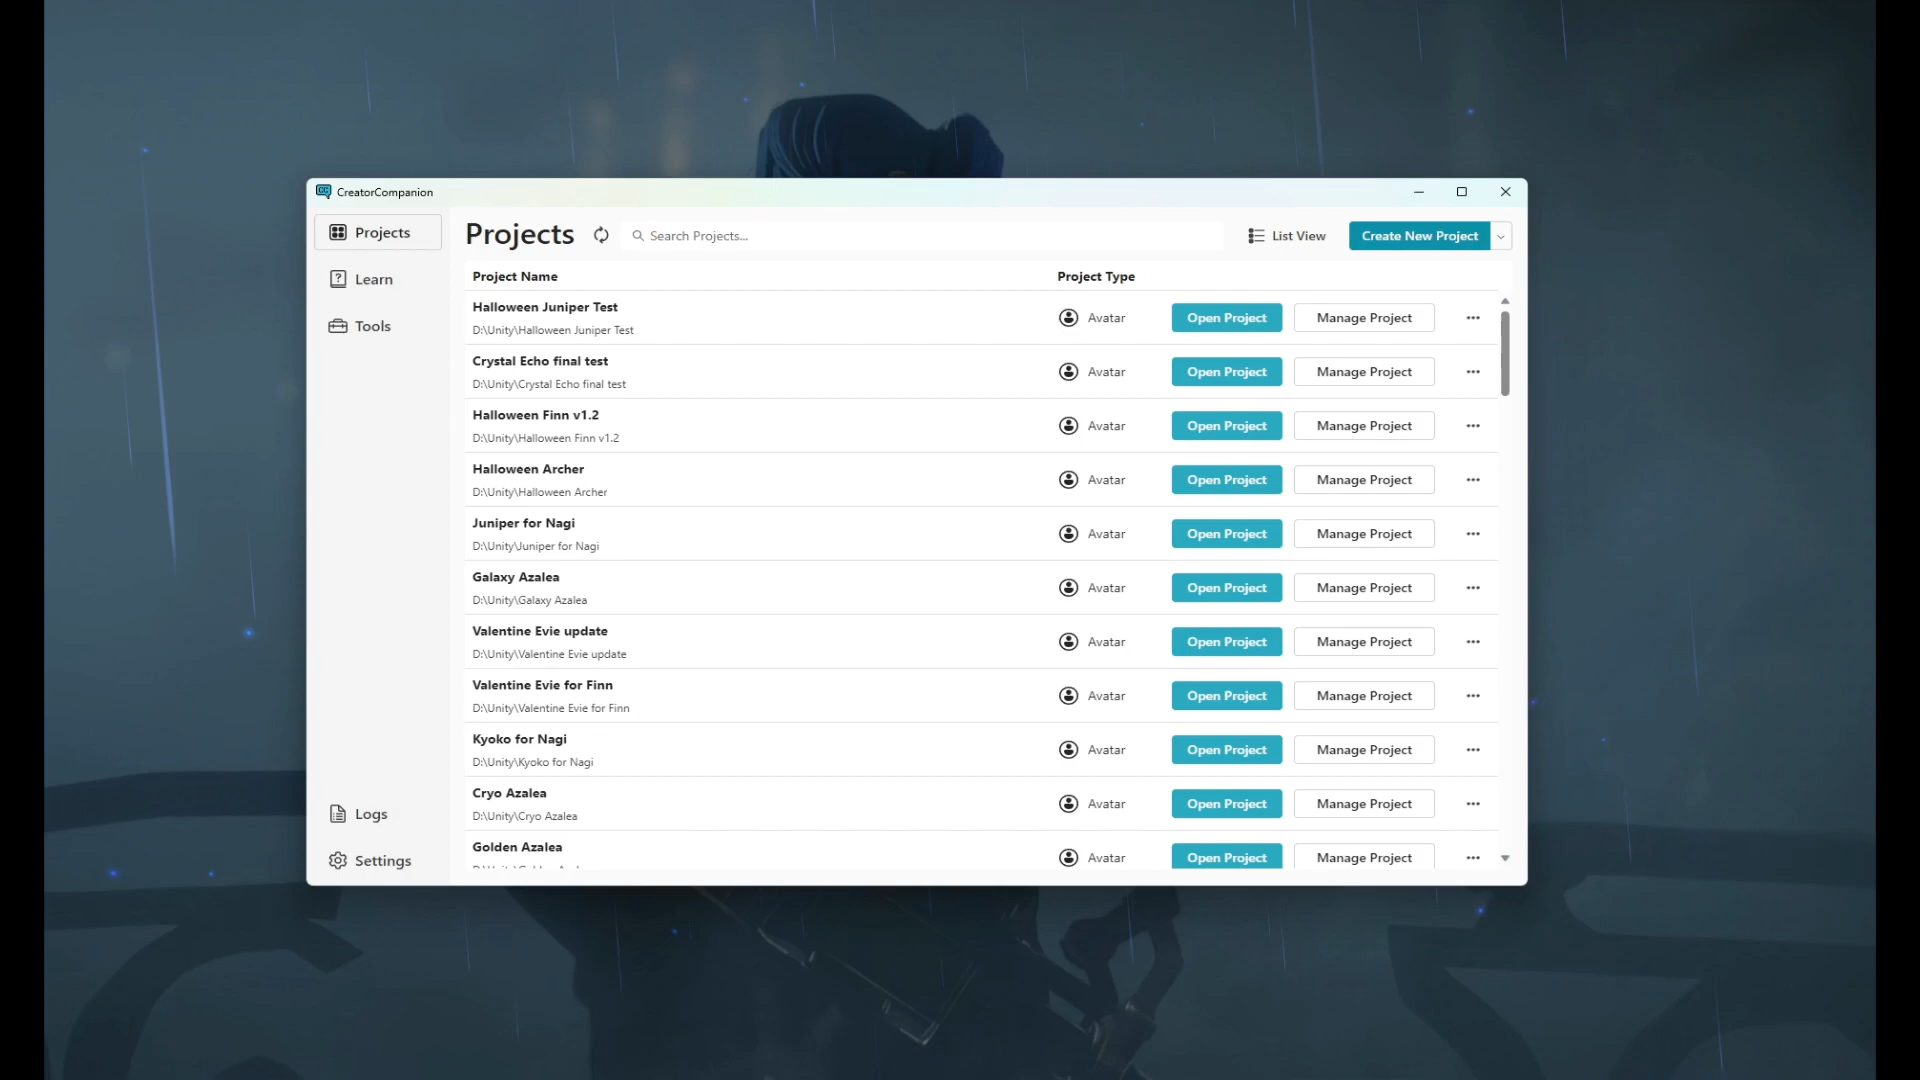 CreatorCompanion
Projects
Learn
Tools
Logs
Settings
Projects
Search Projects...
List View
Create New Project
Project Name
Project Type
Halloween Juniper Test
D:\Unity\Halloween Juniper Test
Avatar
Open Project
Manage Project
Crystal Echo final test
D:\Unity\Crystal Echo final test
Avatar
Open Project
Manage Project
Halloween Finn v1.2
D:\Unity\Halloween Finn v1.2
Avatar
Open Project
Manage Project
Halloween Archer
D:\Unity\Halloween Archer
Avatar
Open Project
Manage Project
Juniper for Nagi
D:\Unity\Juniper for Nagi
Avatar
Open Project
Manage Project
Galaxy Azalea
D:\Unity\Galaxy Azalea
Avatar
Open Project
Manage Project
Valentine Evie update
D:\Unity\Valentine Evie update
Avatar
Open Project
Manage Project
Valentine Evie for Finn
D:\Unity\Valentine Evie for Finn
Avatar
Open Project
Manage Project
Kyoko for Nagi
D:\Unity\Kyoko for Nagi
Avatar
Open Project
Manage Project
Cryo Azalea
D:\Unity\Cryo Azalea
Avatar
Open Project
Manage Project
Golden Azalea
Avatar
Open Project
Manage Project